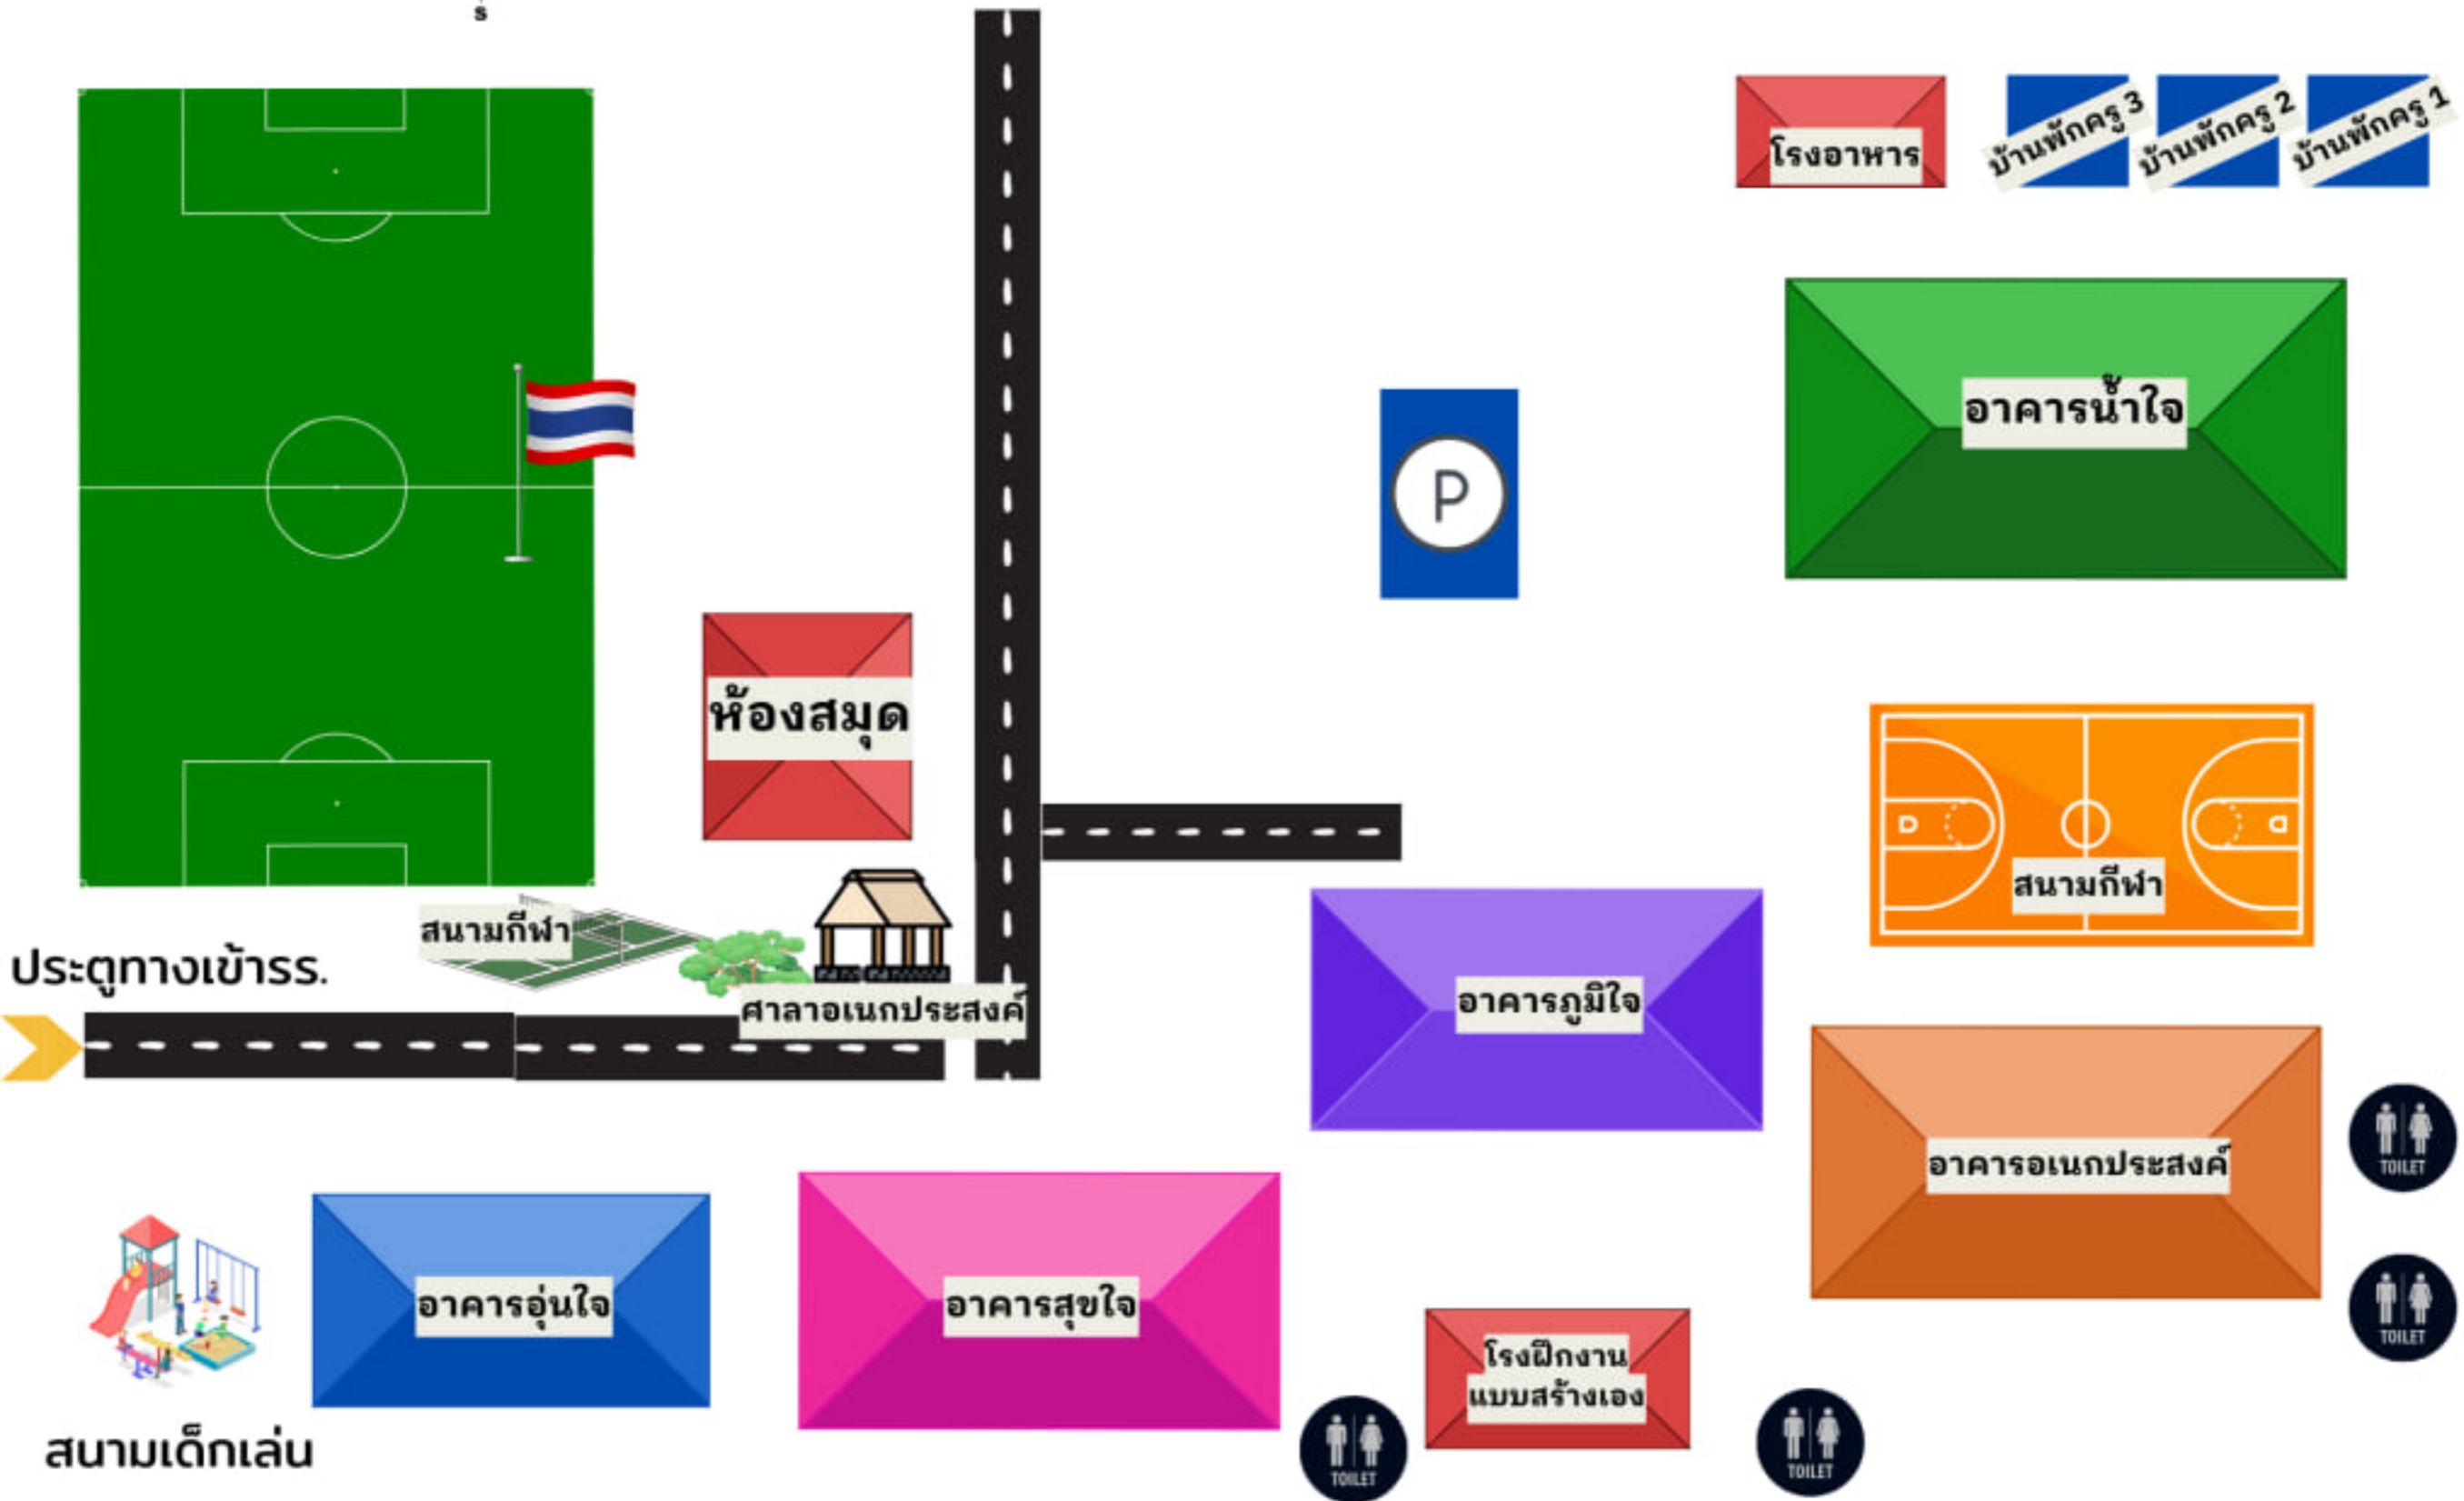 โรงอาหาร
บ้านพักครู 3
บ้านพักครู 2
บ้านพักครู 1
อาคารน้ำใจ
P
ห้องสมุด
สนามกีฬา
สนามกีฬา
ประตูทางเข้ารร.
ศาลาอเนกประสงค์
อาคารภูมิใจ
อาคารอเนกประสงค์
TOILET
อาคารอุ่นใจ
อาคารสุขใจ
TOILET
โรงฝึกงาน
แบบสร้างเอง
สนามเด็กเล่น
TOILET
TOILET